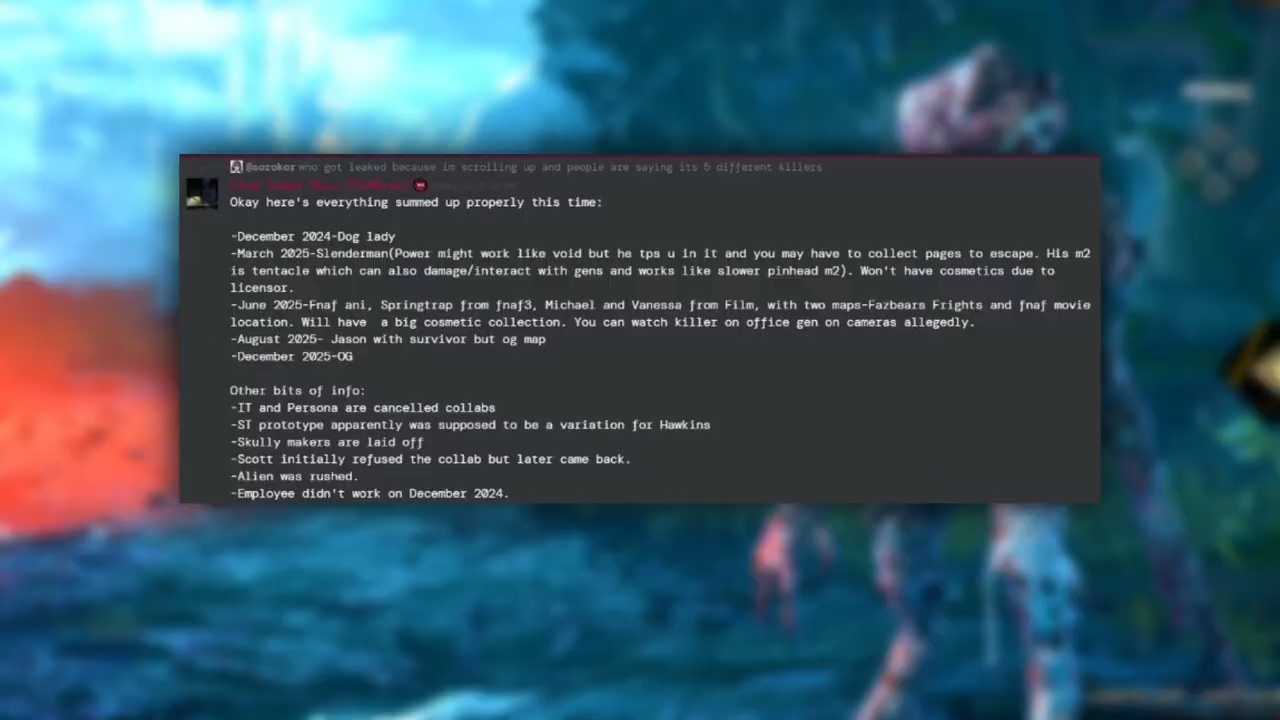 @sorokor who got leaked because im scrolling up and people are saying its 5 different killers
Okay here's everything summed up properly this time:
-December 2024-Dog lady
-March 2025-Slenderman(Power might work like void but he tps u in it and you may have to collect pages to escape. His m2
is tentacle which can also damage/interact with gens and works like slower pinhead m2). Won't have cosmetics due to
licensor.
-June 2025-Fnaf ani, Springtrap from fnaf3, Michael and Vanessa from Film, with two maps-Fazbears Frights and fnaf movie
location. Will have a big cosmetic collection. You can watch killer on office gen on cameras allegedly.
-August 2025- Jason with survivor but og map
-December 2025-OG
Other bits of info:
-IT and Persona are cancelled collabs
-ST prototype apparently was supposed to be a variation for Hawkins
-Skully makers are laid off
-Scott initially refused the collab but later came back.
-Alien was rushed.
-Employee didn't work on December 2024.